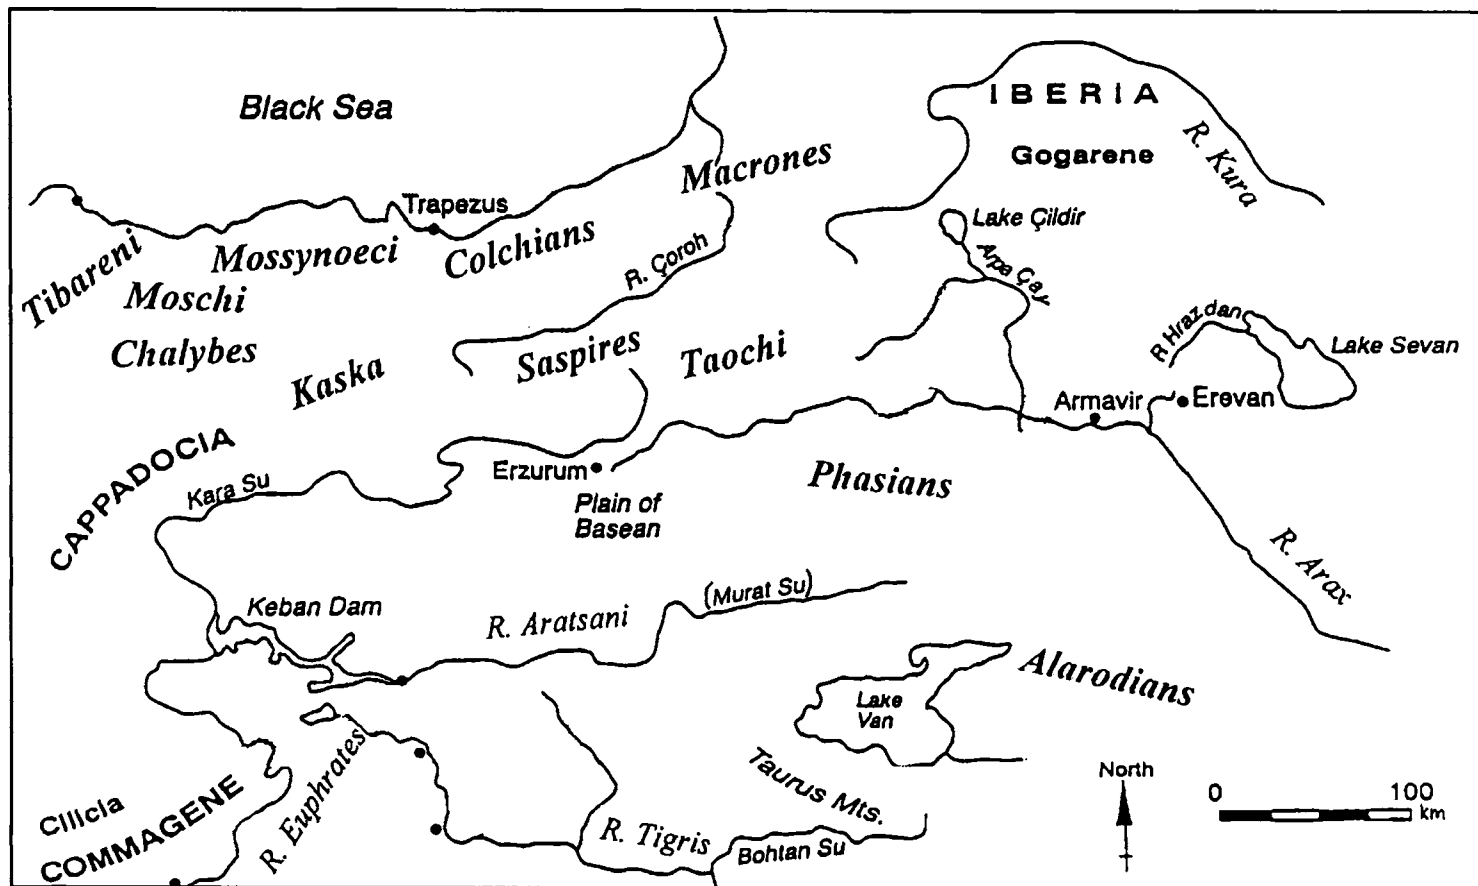 Black Sea
IBERIA
Gogarene
R. Kura
Macrones
Trapezus
Lake Çildir
Tibareni
Mossynoeci
Colchians
R. Çoroh
Arpa Çay
Moschi
Chalybes
Kaska
Saspires
Taochi
R Hrazdan
Lake Sevan
Armavir
Erevan
CAPPADOCIA
Kara Su
Erzurum
Plain of
Basean
Phasians
R. Arax
Keban Dam
R. Aratsani
(Murat Su)
Alarodians
Lake
Van
Taurus Mts.
North
0
100
km
Cilicia
COMMAGENE
R. Euphrates
R. Tigris
Bohtan Su